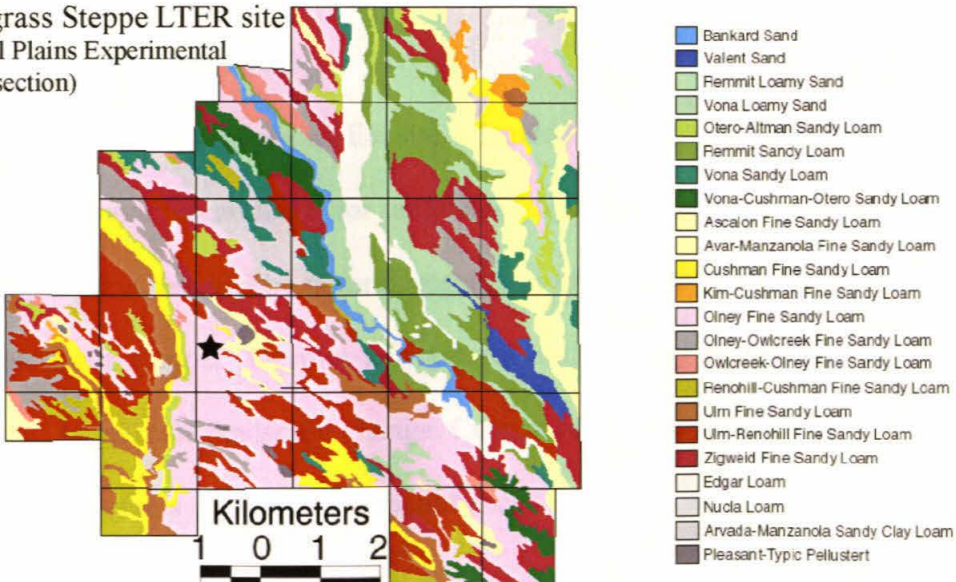 grass Steppe LTER site
l Plains Experimental
section)
Kilometers
1 0 1 2
Bankard Sand
Valent Sand
Remmit Loamy Sand
Vona Loamy Sand
Otero-Altman Sandy Loam
Remmit Sandy Loam
Vona Sandy Loam
Vona-Cushman-Otero Sandy Loam
Ascalon Fine Sandy Loam
Avar-Manzanola Fine Sandy Loam
Cushman Fine Sandy Loam
Kim-Cushman Fine Sandy Loam
Olney Fine Sandy Loam
Olney-Owlcreek Fine Sandy Loam
Owlcreek-Olney Fine Sandy Loam
Renohill-Cushman Fine Sandy Loam
Ulm Fine Sandy Loam
Ulm-Renohill Fine Sandy Loam
Zigweid Fine Sandy Loam
Edgar Loam
Nucla Loam
Arvada-Manzanola Sandy Clay Loam
Pleasant-Typic Pellustert